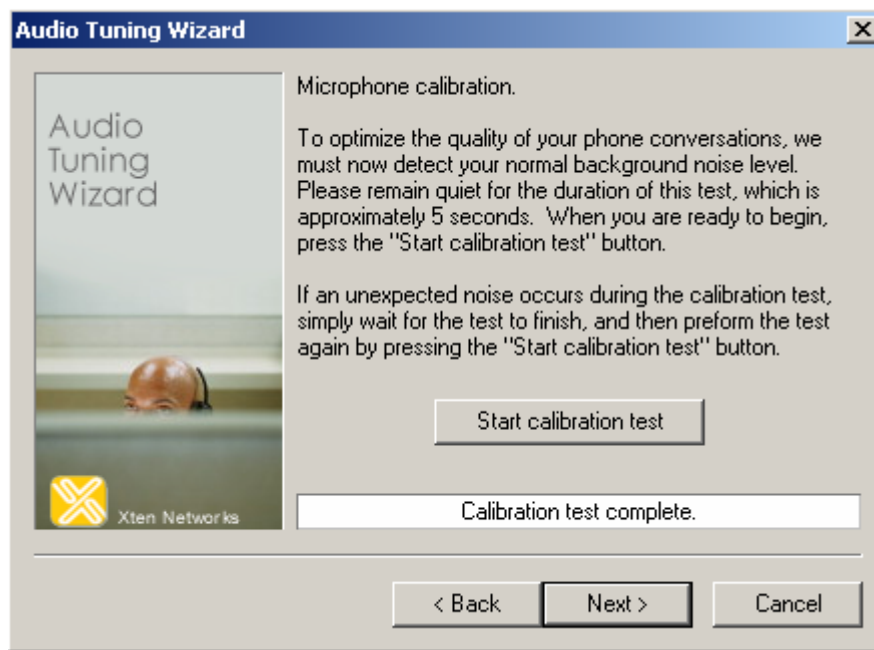 Audio Tuning Wizard
Audio
Tuning
Wizard
Xten Networks
Microphone calibration.
To optimize the quality of your phone conversations, we
must now detect your normal background noise level.
Please remain quiet for the duration of this test, which is
approximately 5 seconds.  When you are ready to begin,
press the "Start calibration test" button.
If an unexpected noise occurs during the calibration test,
simply wait for the test to finish, and then preform the test
again by pressing the "Start calibration test" button.
Start calibration test
Calibration test complete.
< Back
Next >
Cancel